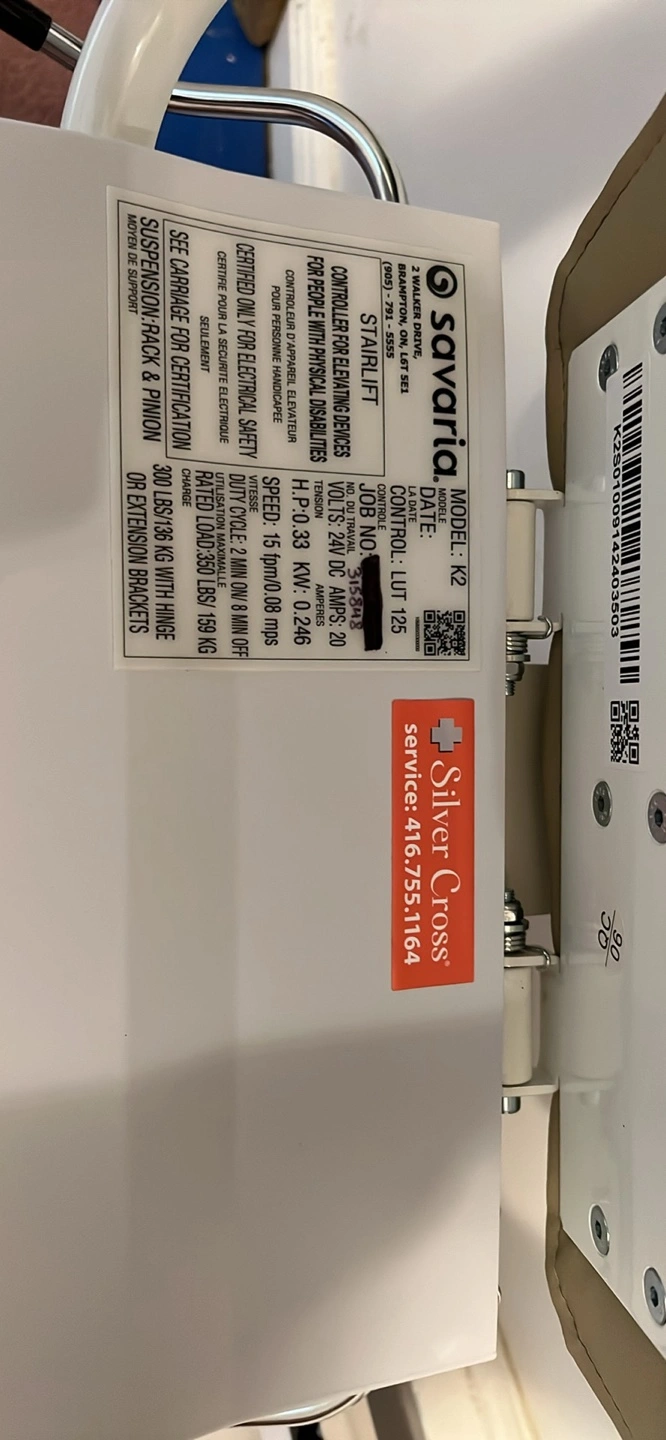 savaria.
2 WALKER DRIVE,
BRAMPTON, ON, L6T 5E1
(905) - 791 - 5555
STAIRLIFT
CONTROLLER FOR ELEVATING DEVICES
FOR PEOPLE WITH PHYSICAL DISABILITIES
CONTROLEUR D'APPAREIL ELEVATEUR
POUR PERSONNE HANDICAPEE
CERTIFIED ONLY FOR ELECTRICAL SAFETY
CERTIFIE POUR LA SECURITE ELECTRIQUE
SEULEMENT
SEE CARRIAGE FOR CERTIFICATION
SUSPENSION:RACK & PINION
MOYEN DE SUPPORT
MODEL: K2
MODELE
DATE:
LA DATE
CONTROL: LUT 125
CONTROLE
JOB NO:
NO. DU TRAVAIL 315848
VOLTS: 24V DC AMPS: 20
TENSION AMPERES
H.P:0.33 KW: 0.246
SPEED: 15 fpm/0.08 mps
VITESSE
DUTY CYCLE: 2 MIN ON/ 8 MIN OFF
UTILISATION MAXIMALLE
RATED LOAD:350 LBS/ 159 KG
CHARGE
300 LBS/136 KG WITH HINGE
OR EXTENSION BRACKETS
Silver Cross®
service: 416.755.1164
K2S01009142403503